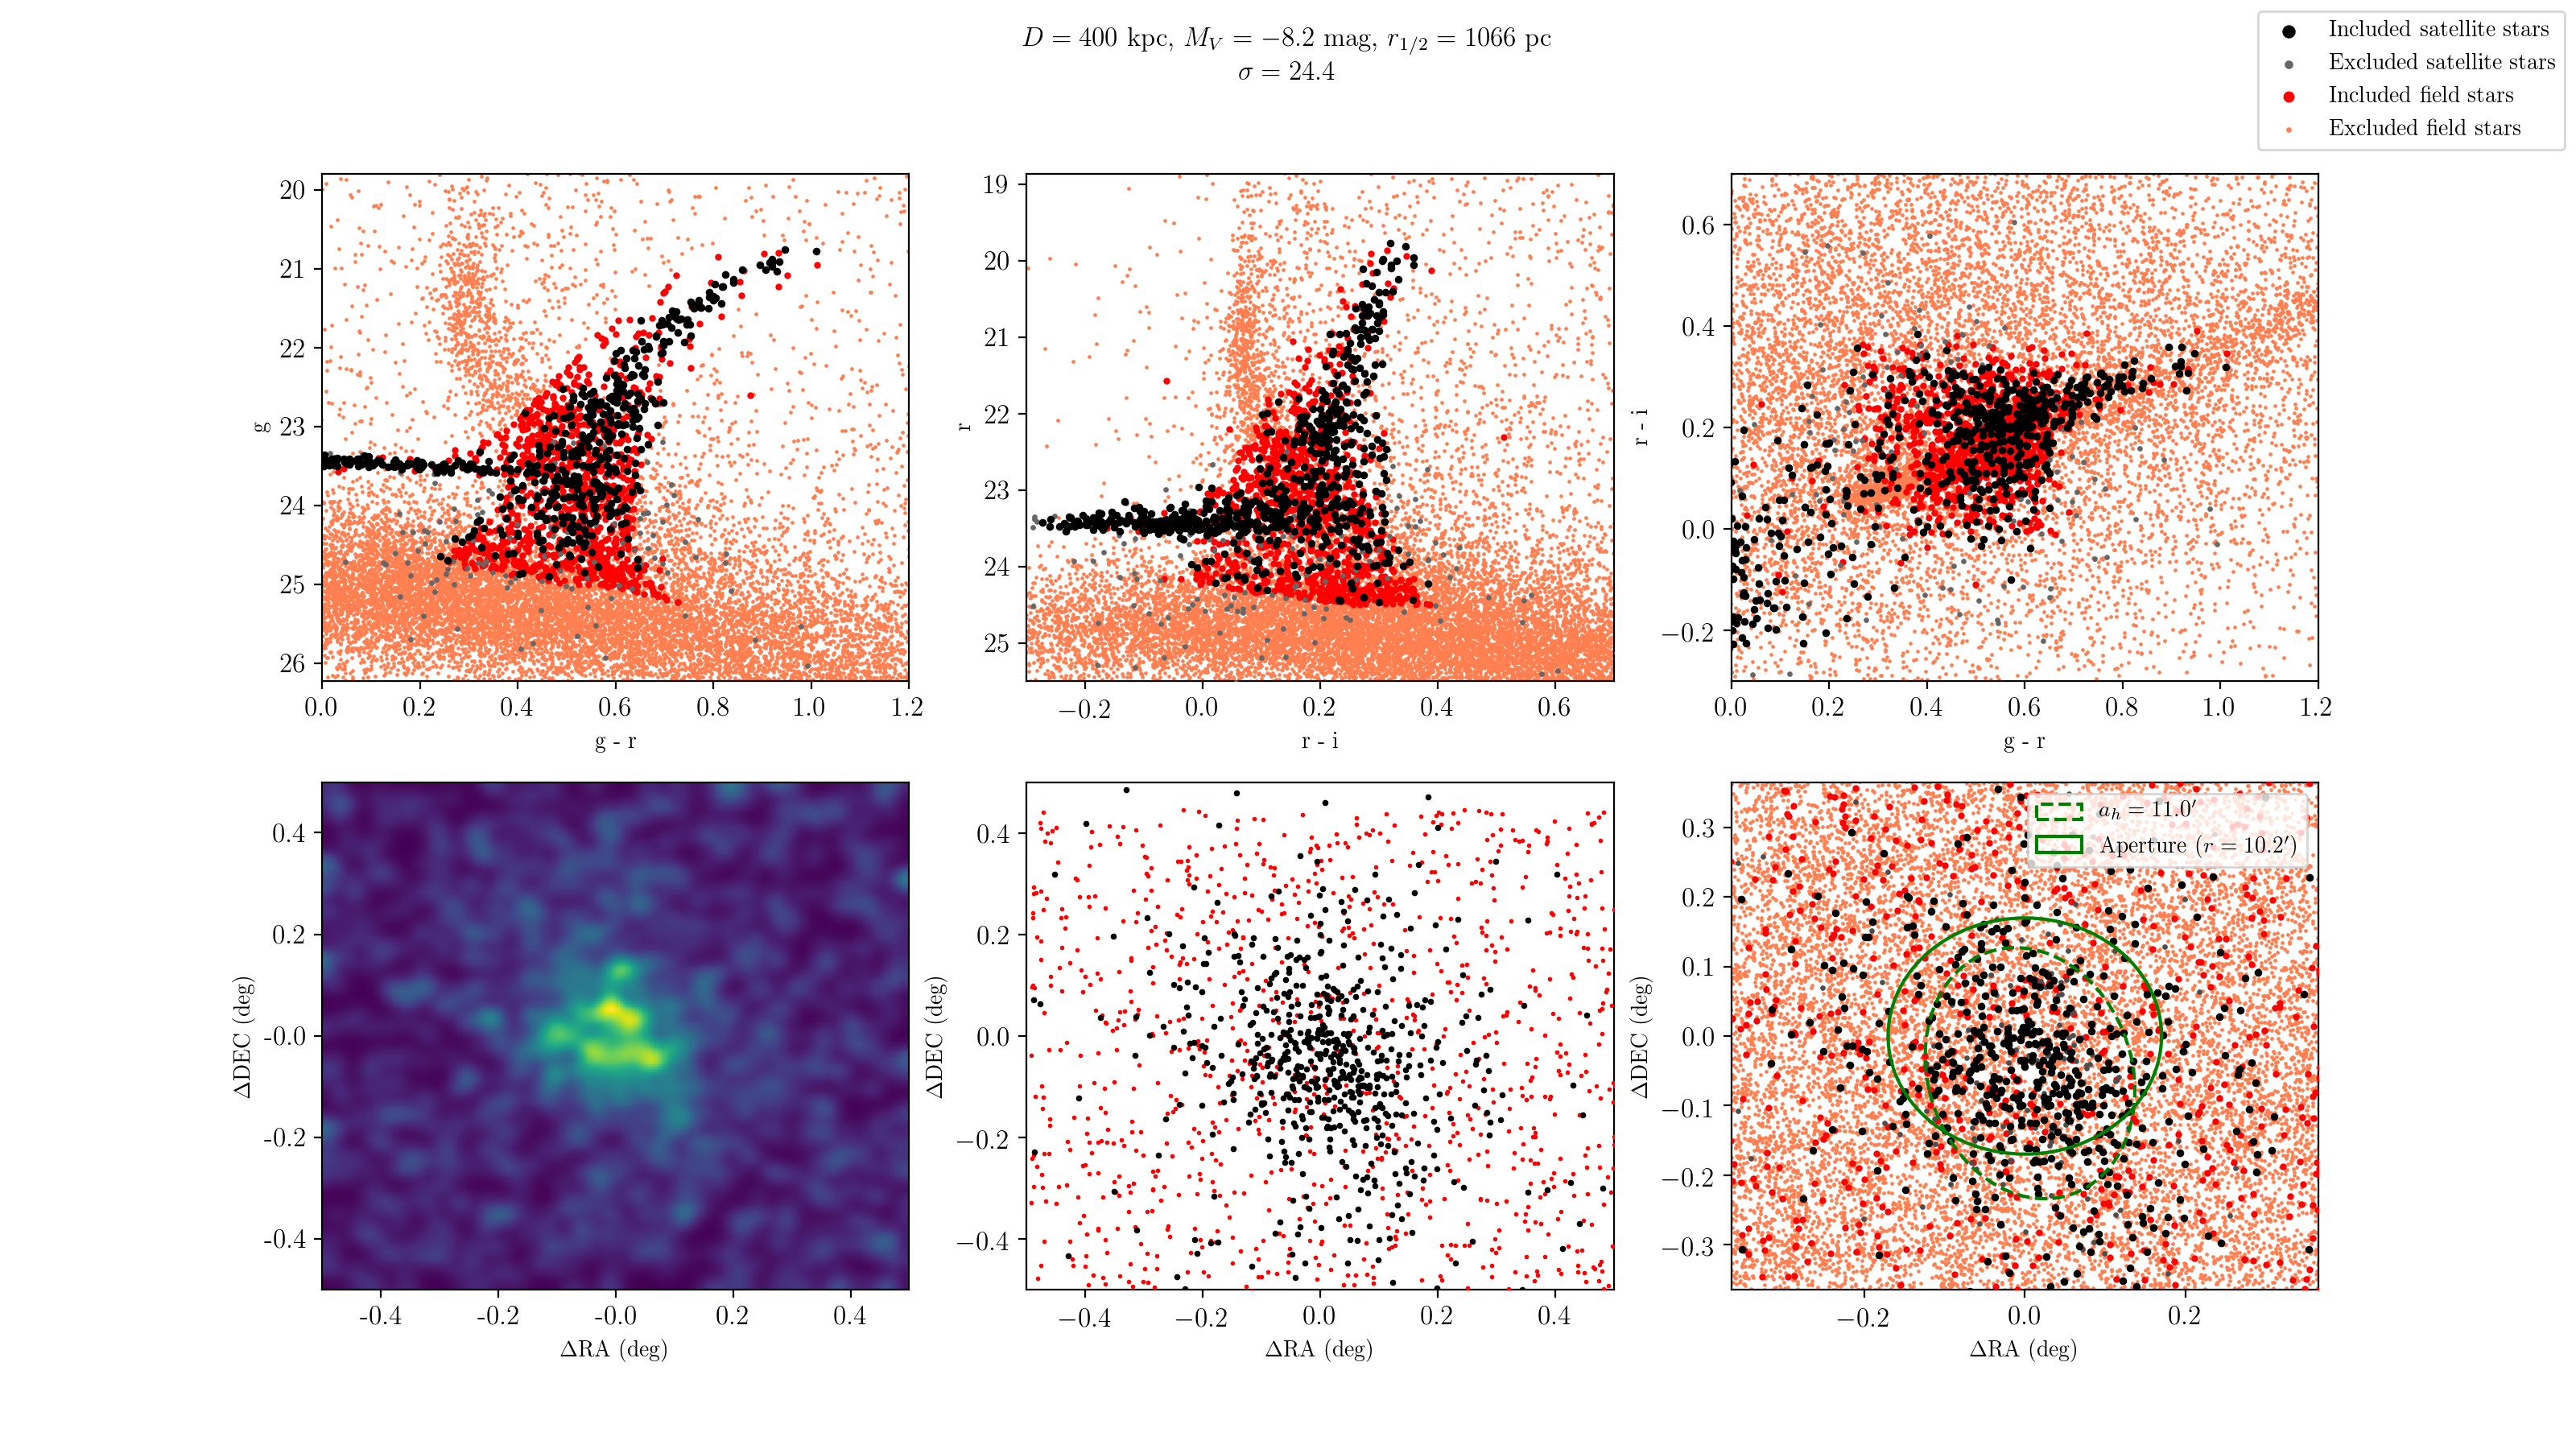 D = 400 kpc, M_V = −8.2 mag, r_{1/2} = 1066 pc
σ = 24.4
Included satellite stars
Excluded satellite stars
Included field stars
Excluded field stars
20
21
22
23
24
25
26
g
0.0 0.2 0.4 0.6 0.8 1.0 1.2
g - r
19
20
21
22
23
24
25
r
−0.2 0.0 0.2 0.4 0.6
r - i
0.6
0.4
0.2
0.0
−0.2
r - i
0.0 0.2 0.4 0.6 0.8 1.0 1.2
g - r
0.4
0.2
-0.0
-0.2
-0.4
ΔDEC (deg)
-0.4 -0.2 -0.0 0.2 0.4
ΔRA (deg)
0.4
0.2
0.0
−0.2
−0.4
ΔDEC (deg)
−0.4 −0.2 0.0 0.2 0.4
ΔRA (deg)
a_h = 11.0′
Aperture (r = 10.2′)
0.3
0.2
0.1
0.0
−0.1
−0.2
−0.3
ΔDEC (deg)
−0.2 0.0 0.2
ΔRA (deg)